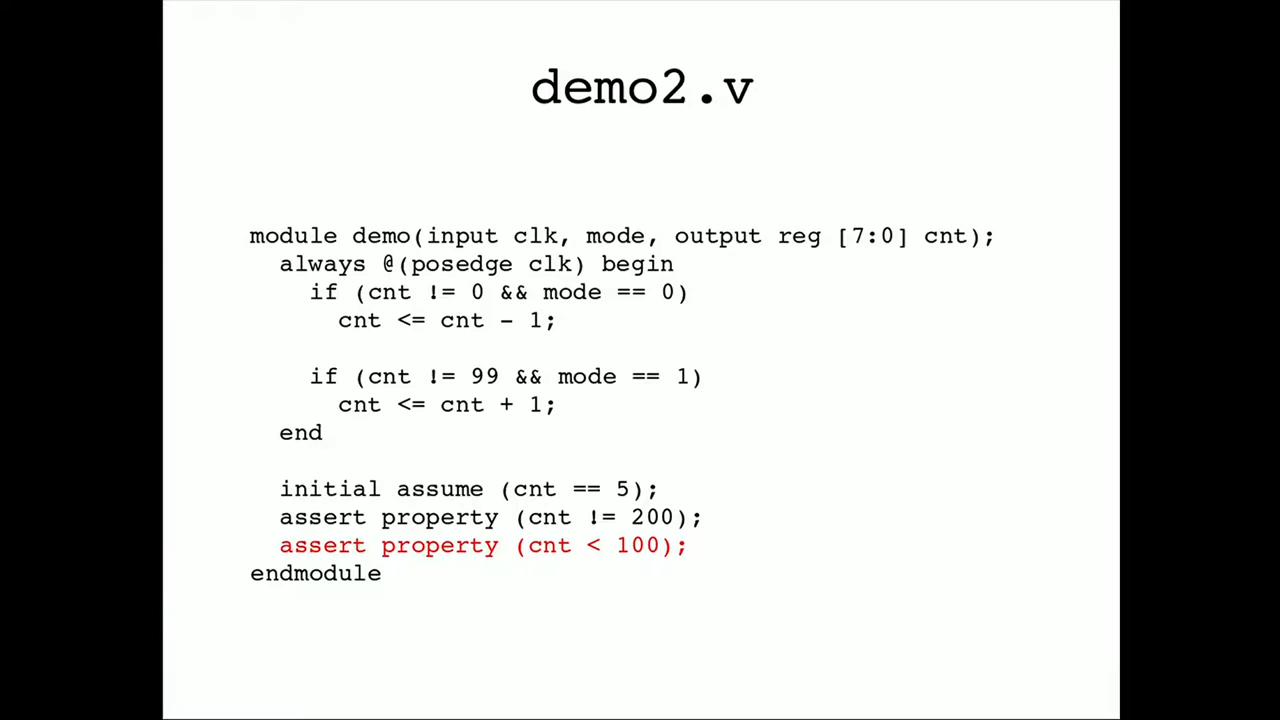 demo2.v
module demo(input clk, mode, output reg [7:0] cnt);
  always @(posedge clk) begin
    if (cnt != 0 && mode == 0)
      cnt <= cnt - 1;
    if (cnt != 99 && mode == 1)
      cnt <= cnt + 1;
  end
  initial assume (cnt == 5);
  assert property (cnt != 200);
  assert property (cnt < 100);
endmodule